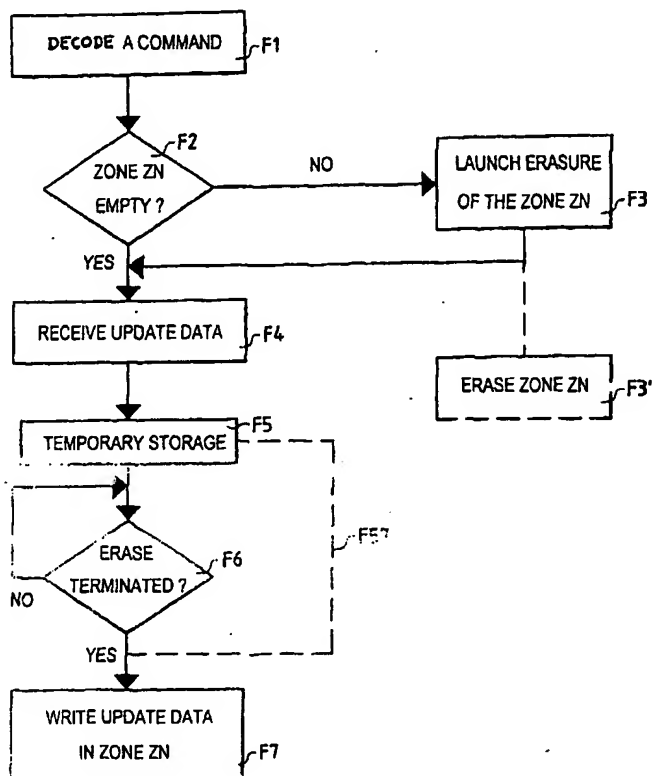 DECODE A COMMAND
F1
F2
ZONE ZN
EMPTY ?
NO
LAUNCH ERASURE
OF THE ZONE ZN
F3
YES
RECEIVE UPDATE DATA
F4
ERASE ZONE ZN
F3'
F5
TEMPORARY STORAGE
F57
ERASE
TERMINATED ?
F6
NO
YES
WRITE UPDATE DATA
IN ZONE ZN
F7